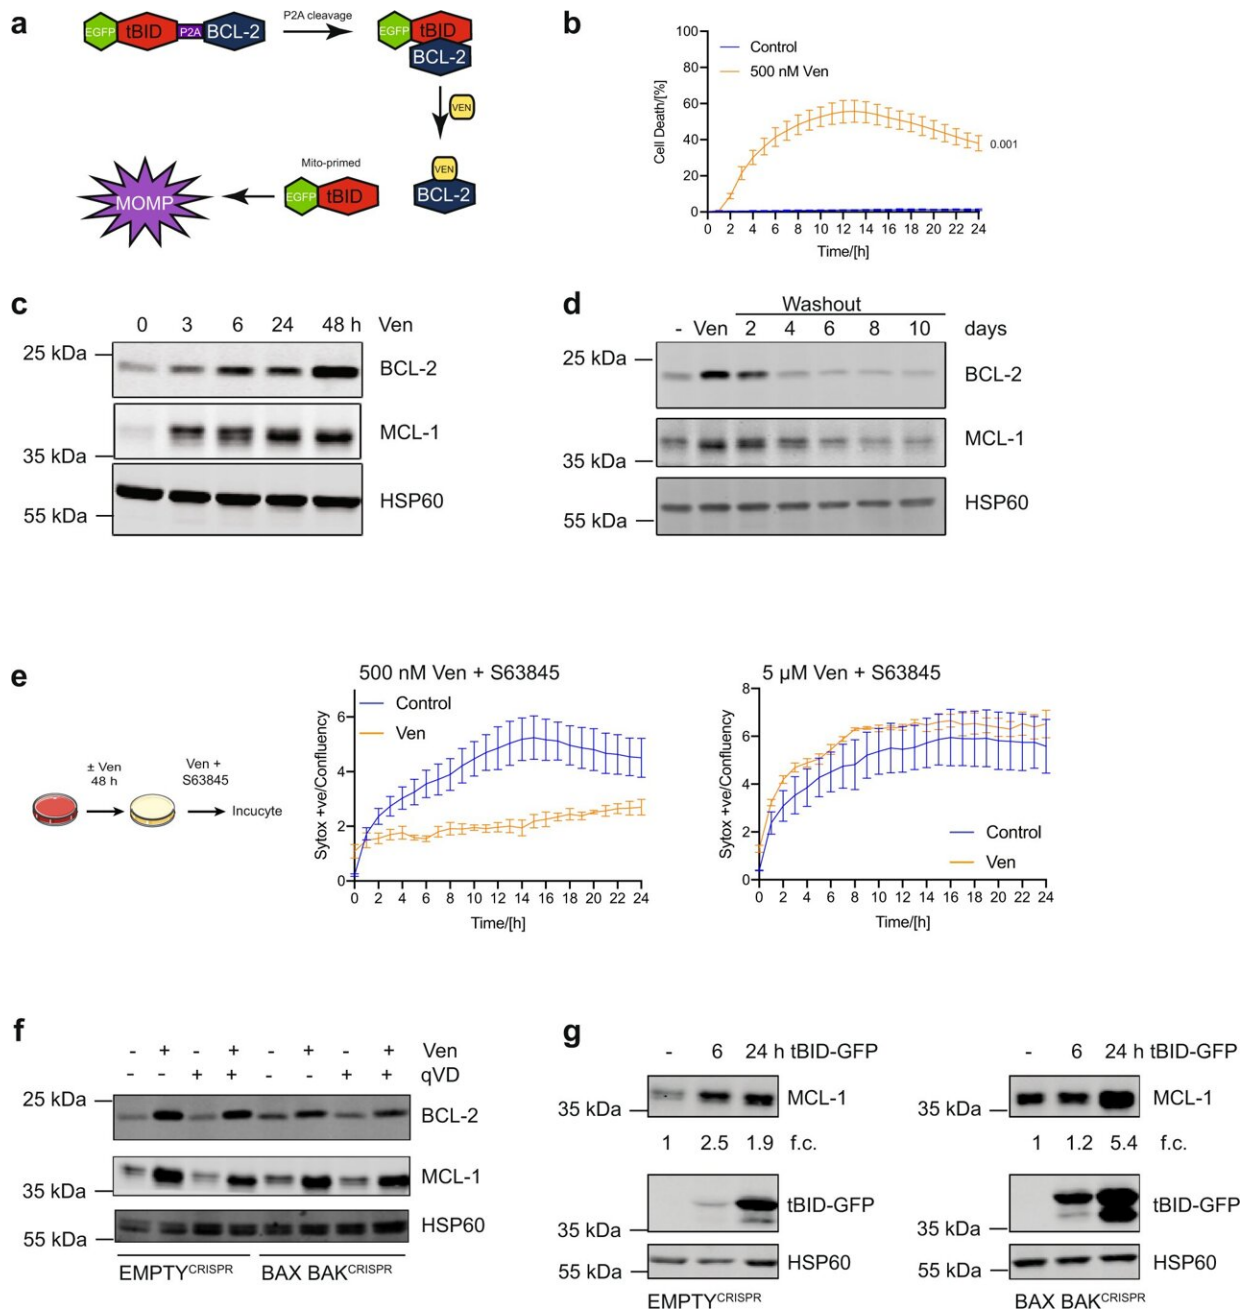 a
EGFP tBID P2A BCL-2
P2A cleavage
EGFP tBID
BCL-2
VEN
VEN
BCL-2
Mito-primed
EGFP tBID
MOMP
b
Control
500 nM Ven
Cell Death/[%]
100
80
60
40
20
0
0.001
0 2 4 6 8 10 12 14 16 18 20 22 24
Time/[h]
c
0 3 6 24 48 h Ven
25 kDa
BCL-2
MCL-1
35 kDa
HSP60
55 kDa
d
Washout
- Ven 2 4 6 8 10 days
25 kDa
BCL-2
MCL-1
35 kDa
HSP60
55 kDa
e
± Ven
48 h
Ven +
S63845
Incucyte
500 nM Ven + S63845
Control
Ven
Sytox +ve/Confluency
6
4
2
0
0 2 4 6 8 10 12 14 16 18 20 22 24
Time/[h]
5 µM Ven + S63845
Sytox +ve/Confluency
8
6
4
2
0
Control
Ven
0 2 4 6 8 10 12 14 16 18 20 22 24
Time/[h]
f
- + - + - + - + Ven
- - + + - - + + qVD
25 kDa
BCL-2
MCL-1
35 kDa
HSP60
55 kDa
EMPTYCRISPR BAX BAKCRISPR
g
- 6 24 h tBID-GFP
MCL-1
35 kDa
1 2.5 1.9 f.c.
tBID-GFP
35 kDa
HSP60
55 kDa
EMPTYCRISPR
- 6 24 h tBID-GFP
MCL-1
35 kDa
1 1.2 5.4 f.c.
tBID-GFP
35 kDa
HSP60
55 kDa
BAX BAKCRISPR